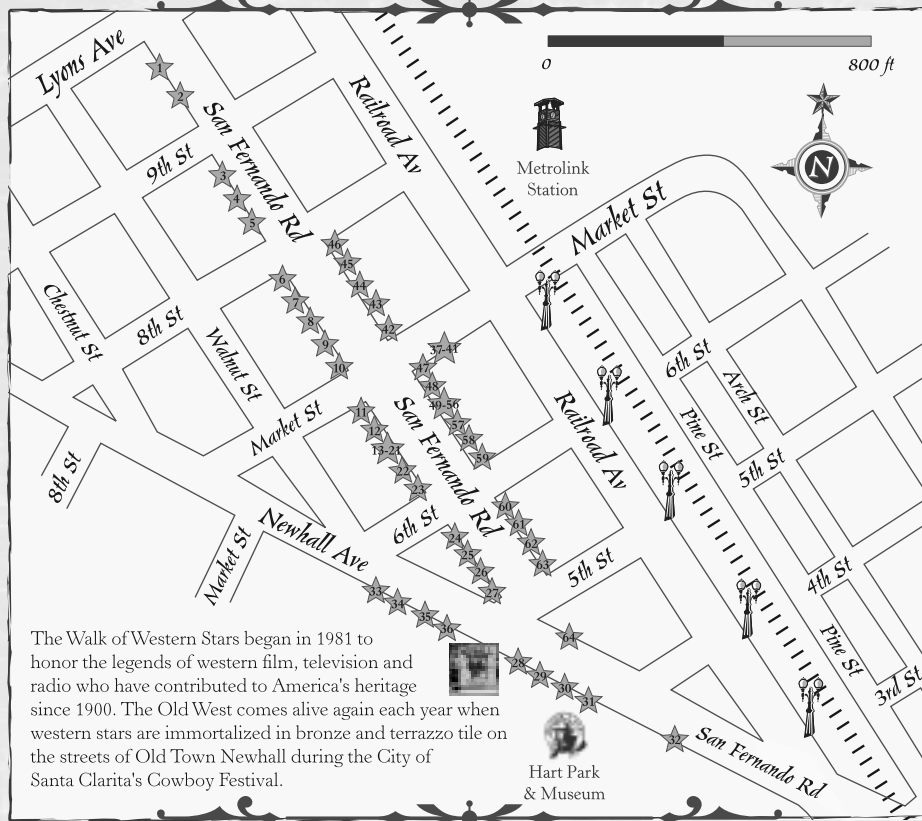 Lyons Ave
1
2
San Fernando Rd
Railroad Av
0
800 ft
N
Metrolink
Station
9th St
3
4
5
Market St
46
45
44
43
42
6
7
8
9
10
Chestnut St
8th St
Walnut St
Market St
37-41
47
48
49-56
57
58
59
6th St
Arch St
Pine St
Railroad Av
5th St
11
12
13-21
22
23
San Fernando Rd
8th St
Newhall Ave
6th St
60
61
62
63
24
25
26
27
5th St
4th St
Market St
33
34
35
36
64
Pine St
3rd St
28
29
30
31
32
San Fernando Rd
The Walk of Western Stars began in 1981 to
honor the legends of western film, television and
radio who have contributed to America's heritage
since 1900. The Old West comes alive again each year when
western stars are immortalized in bronze and terrazzo tile on
the streets of Old Town Newhall during the City of
Santa Clarita's Cowboy Festival.
Hart Park
& Museum